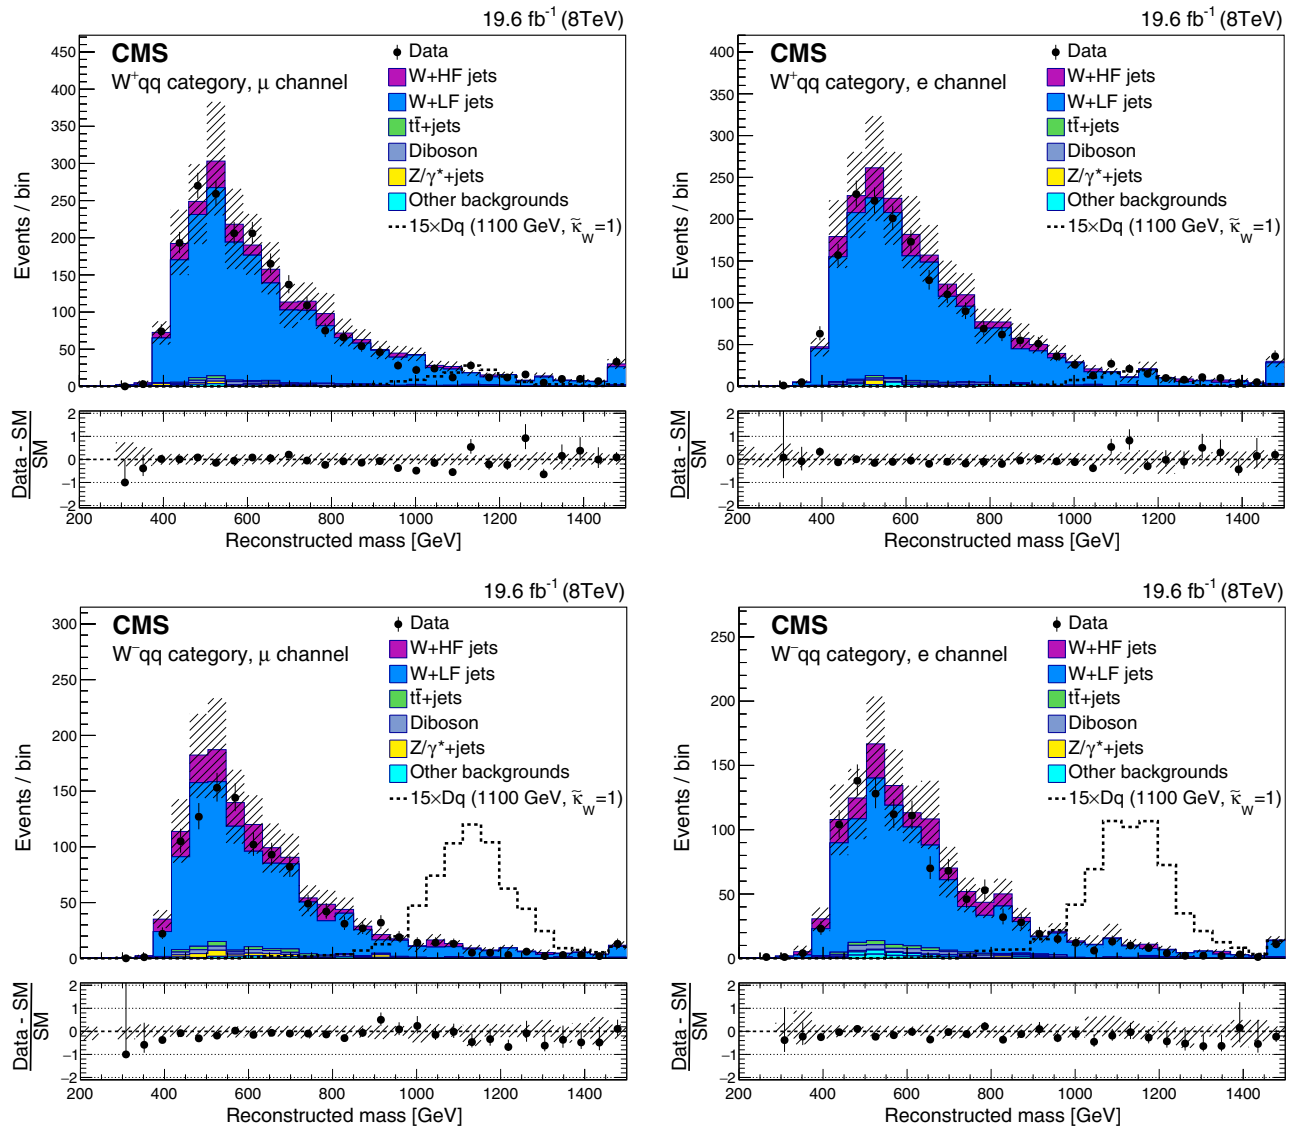 19.6 fb⁻¹ (8TeV)
CMS
W⁺qq category, μ channel
Data
W+HF jets
W+LF jets
tt̄+jets
Diboson
Z/γ*+jets
Other backgrounds
15×Dq (1100 GeV, κ̃_W=1)
Events / bin
450
400
350
300
250
200
150
100
50
0
Data - SM
SM
2
1
0
−1
−2
200 400 600 800 1000 1200 1400
Reconstructed mass [GeV]
19.6 fb⁻¹ (8TeV)
CMS
W⁺qq category, e channel
Data
W+HF jets
W+LF jets
tt̄+jets
Diboson
Z/γ*+jets
Other backgrounds
15×Dq (1100 GeV, κ̃_W=1)
Events / bin
400
350
300
250
200
150
100
50
0
Data - SM
SM
2
1
0
−1
−2
200 400 600 800 1000 1200 1400
Reconstructed mass [GeV]
19.6 fb⁻¹ (8TeV)
CMS
W⁻qq category, μ channel
Data
W+HF jets
W+LF jets
tt̄+jets
Diboson
Z/γ*+jets
Other backgrounds
15×Dq (1100 GeV, κ̃_W=1)
Events / bin
300
250
200
150
100
50
0
Data - SM
SM
2
1
0
−1
−2
200 400 600 800 1000 1200 1400
Reconstructed mass [GeV]
19.6 fb⁻¹ (8TeV)
CMS
W⁻qq category, e channel
Data
W+HF jets
W+LF jets
tt̄+jets
Diboson
Z/γ*+jets
Other backgrounds
15×Dq (1100 GeV, κ̃_W=1)
Events / bin
250
200
150
100
50
0
Data - SM
SM
2
1
0
−1
−2
200 400 600 800 1000 1200 1400
Reconstructed mass [GeV]